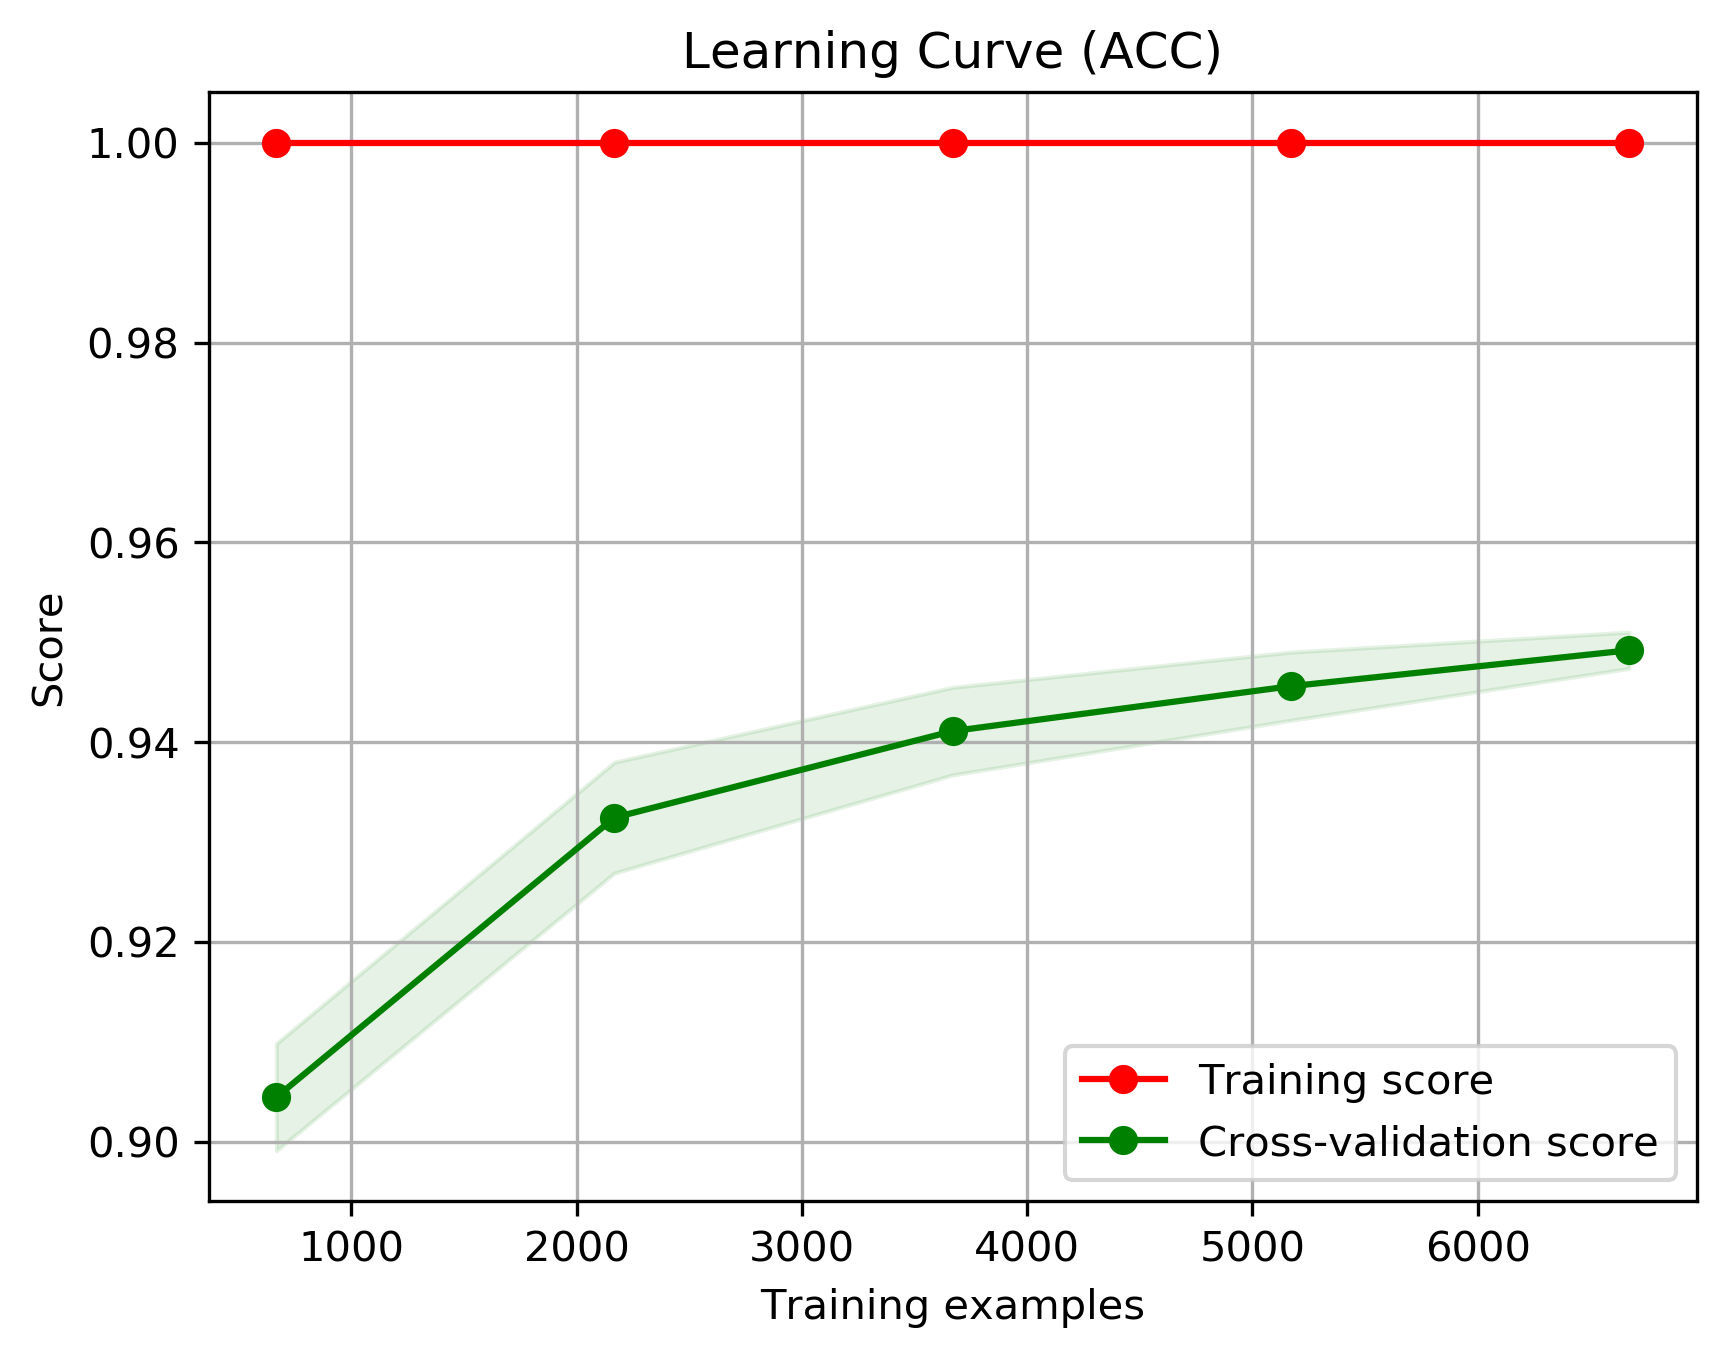 Learning Curve (ACC)
1.00
0.98
0.96
0.94
0.92
0.90
Score
1000 2000 3000 4000 5000 6000
Training examples
Training score
Cross-validation score